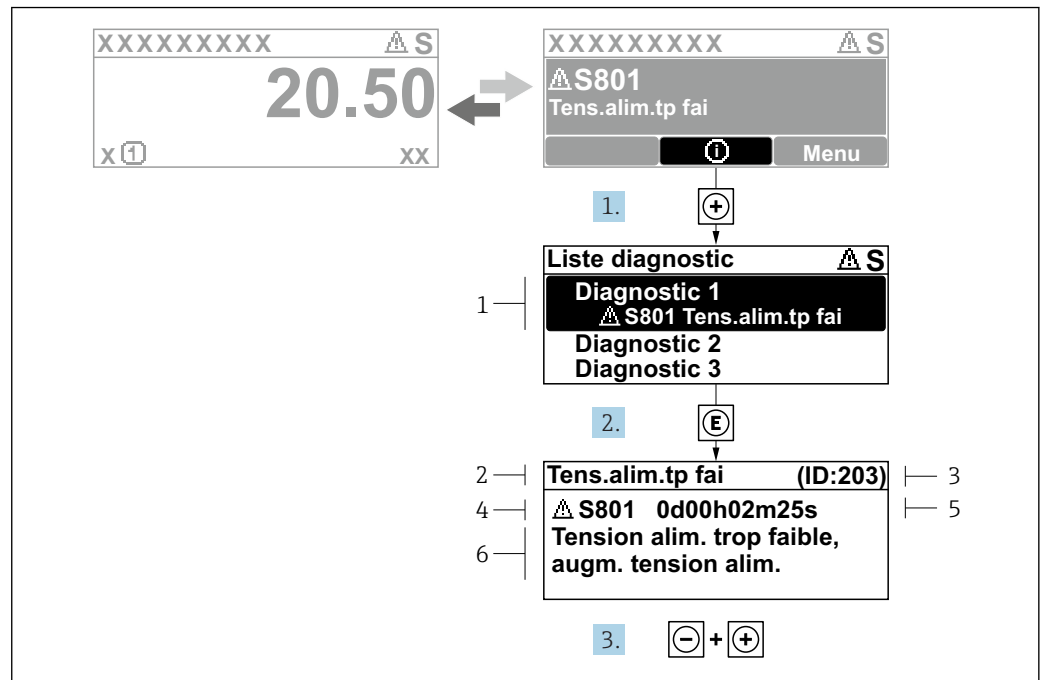 XXXXXXXXX ⚠ S
20.50
x ① xx
XXXXXXXXX ⚠ S
⚠ S801
Tens.alim.tp fai
ⓘ Menu
1. +
Liste diagnostic ⚠ S
1
Diagnostic 1
⚠ S801 Tens.alim.tp fai
Diagnostic 2
Diagnostic 3
2. E
2 Tens.alim.tp fai (ID:203) 3
4 ⚠ S801 0d00h02m25s 5
6
Tension alim. trop faible,
augm. tension alim.
3. - + +